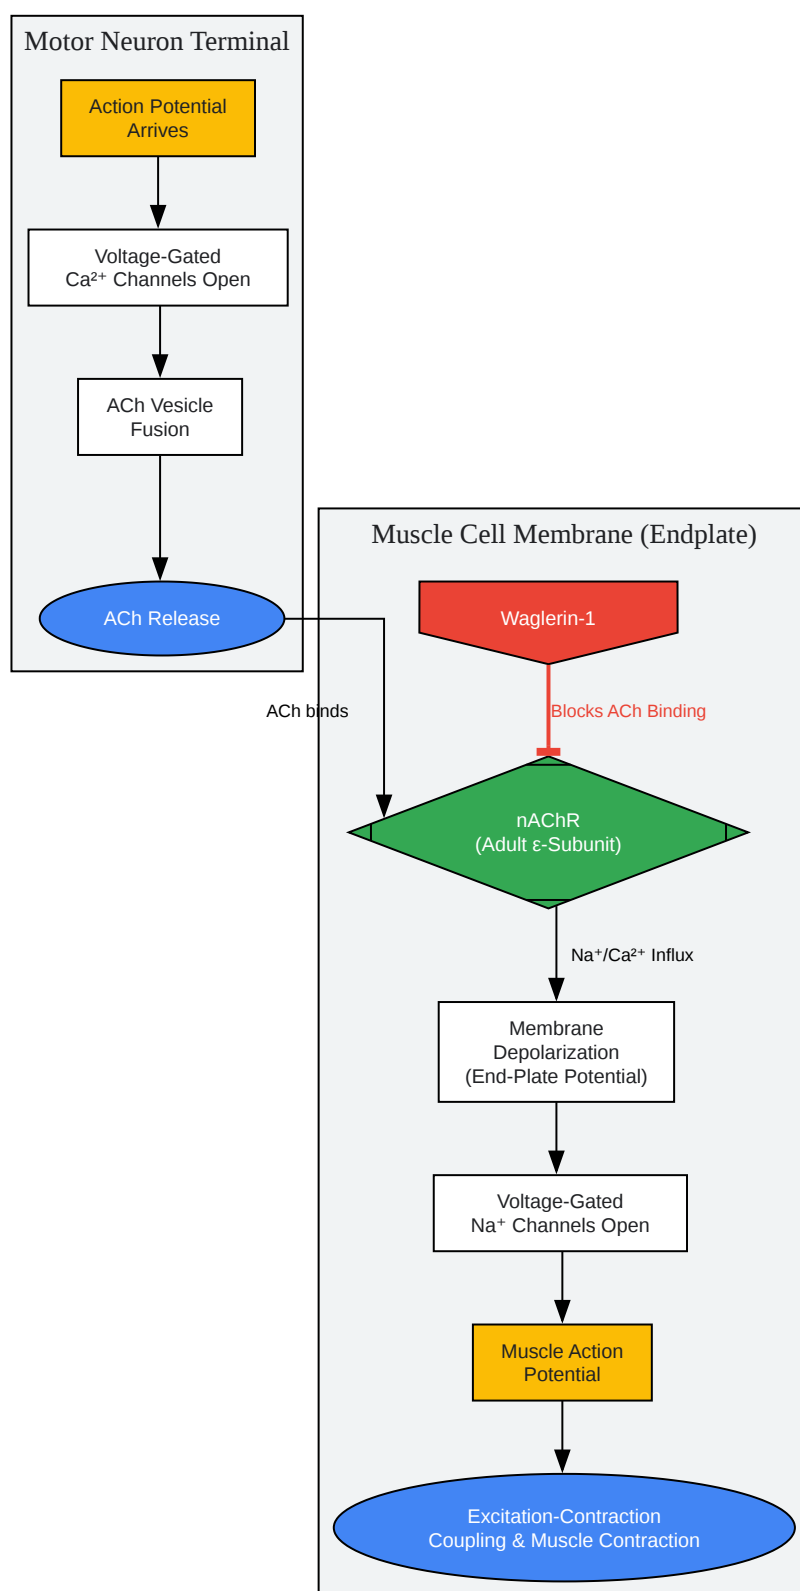 Motor Neuron Terminal
Action Potential
Arrives
Voltage-Gated
Ca²⁺ Channels Open
ACh Vesicle
Fusion
ACh Release
Muscle Cell Membrane (Endplate)
Waglerin-1
ACh binds
Blocks ACh Binding
nAChR
(Adult ε-Subunit)
Na⁺/Ca²⁺ Influx
Membrane
Depolarization
(End-Plate Potential)
Voltage-Gated
Na⁺ Channels Open
Muscle Action
Potential
Excitation-Contraction
Coupling & Muscle Contraction